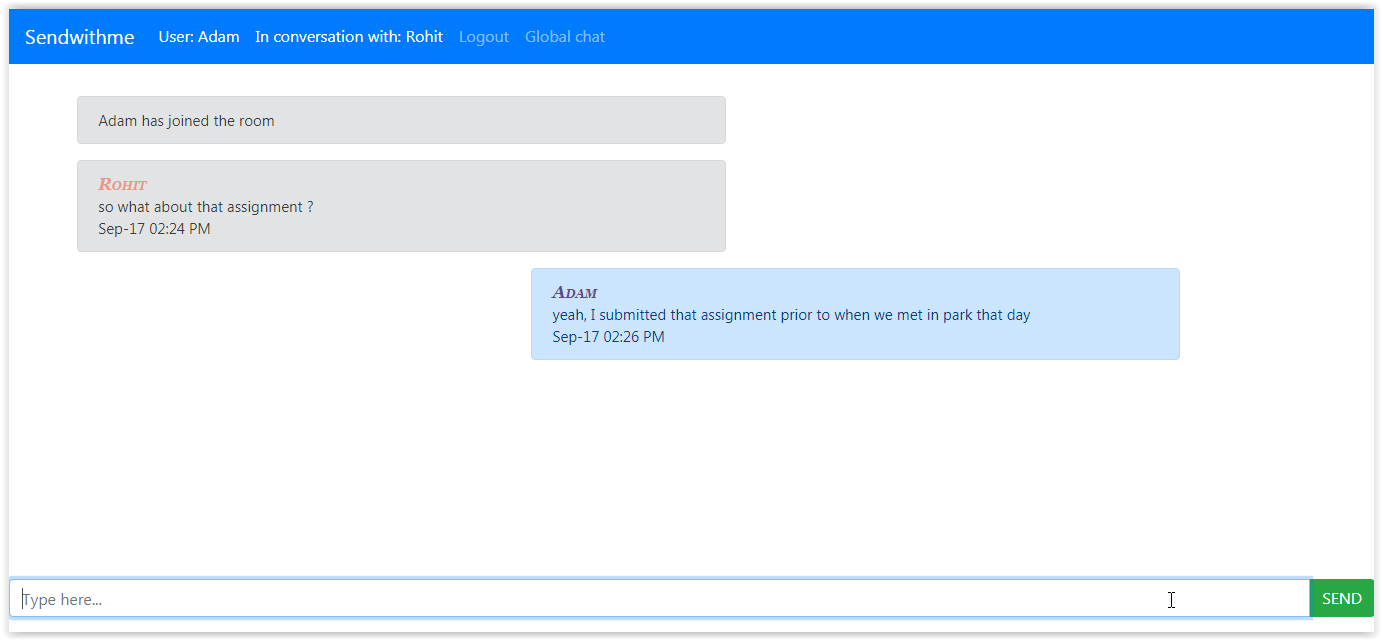 Sendwithme User: Adam In conversation with: Rohit Logout Global chat
Adam has joined the room
Rohit
so what about that assignment ?
Sep-17 02:24 PM
Adam
yeah, I submitted that assignment prior to when we met in park that day
Sep-17 02:26 PM
Type here... SEND